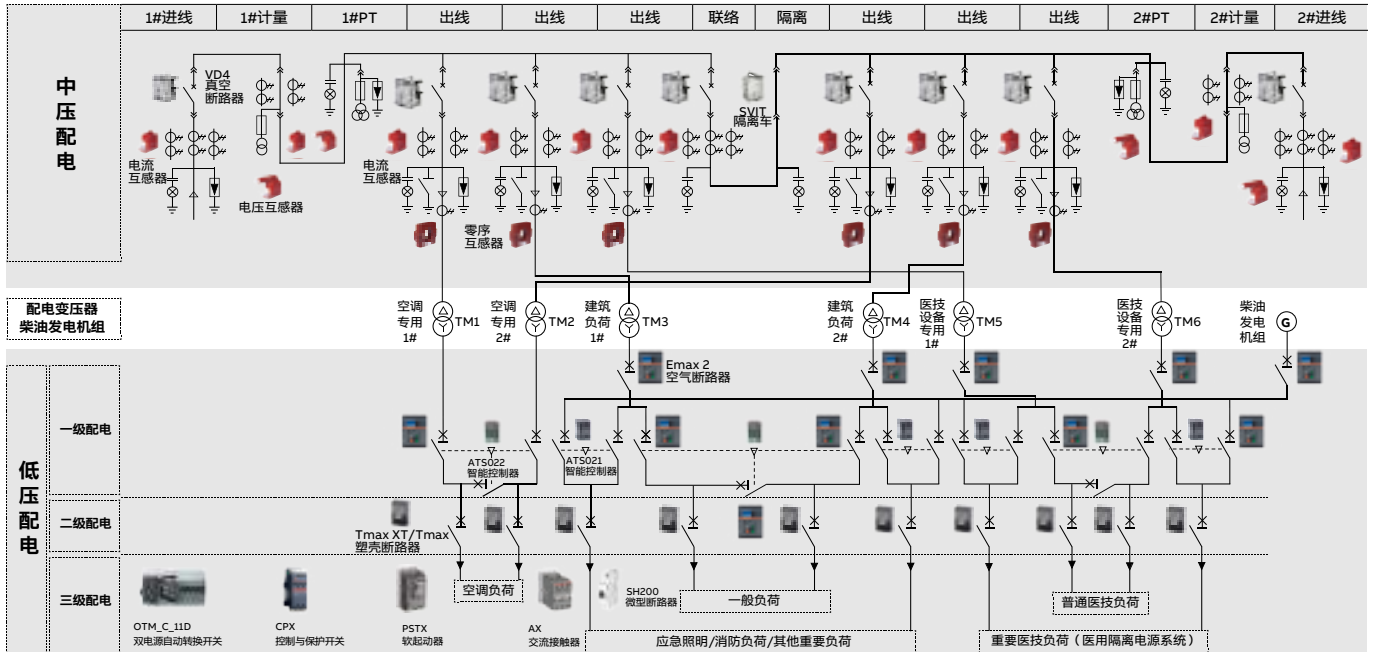 1#进线
1#计量
1#PT
出线
出线
出线
联络
隔离
出线
出线
出线
2#PT
2#计量
2#进线
中压配电
VD4
真空
断路器
SVIT
隔离车
电流
互感器
电流
互感器
电压互感器
零序
互感器
配电变压器
柴油发电机组
空调
专用
1#
TM1
空调
专用
2#
TM2
建筑
负荷
1#
TM3
建筑
负荷
2#
TM4
医技
设备
专用
1#
TM5
医技
设备
专用
2#
TM6
柴油
发电
机组
G
低压配电
一级配电
Emax 2
空气断路器
ATS022
智能控制器
ATS021
智能控制器
二级配电
Tmax XT/Tmax
塑壳断路器
三级配电
OTM_C_11D
双电源自动转换开关
CPX
控制与保护开关
PSTX
软起动器
空调负荷
AX
交流接触器
SH200
微型断路器
一般负荷
应急照明/消防负荷/其他重要负荷
普通医技负荷
重要医技负荷（医用隔离电源系统）